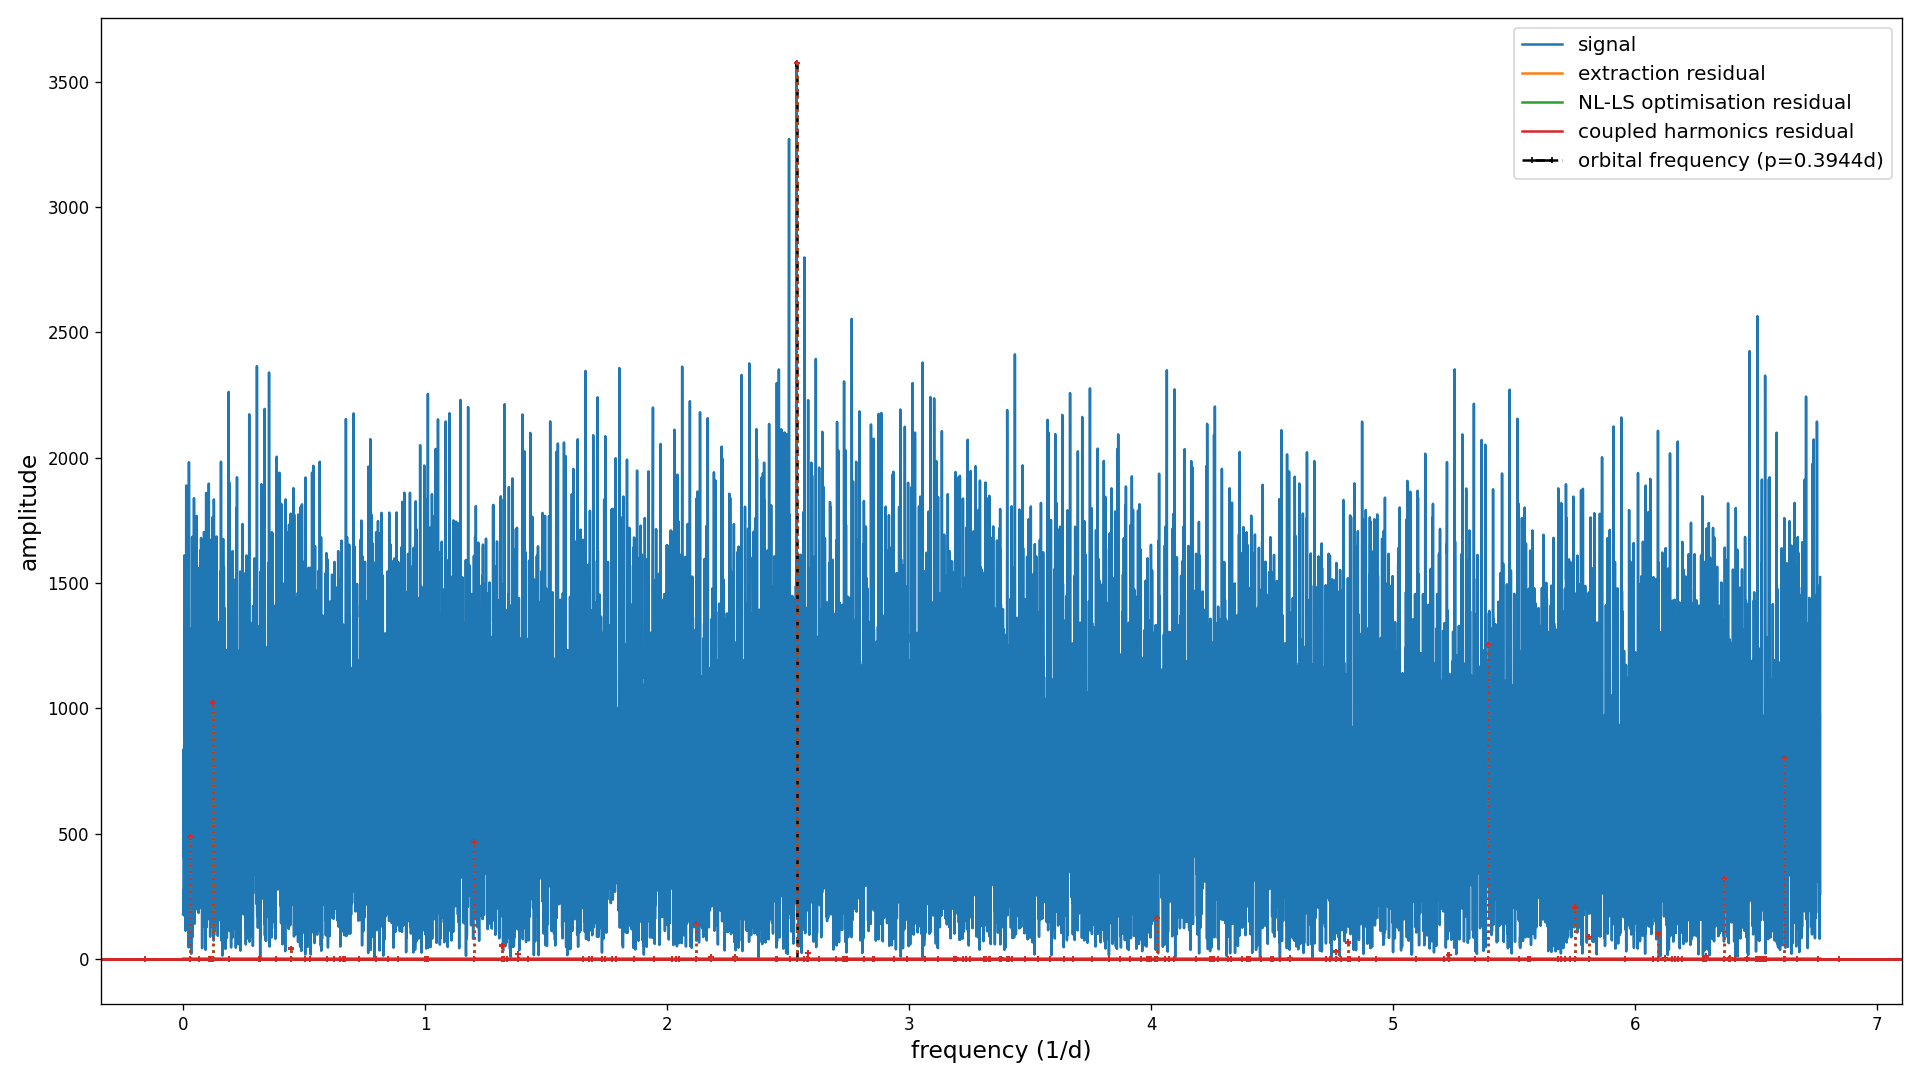 signal
extraction residual
NL-LS optimisation residual
coupled harmonics residual
orbital frequency (p=0.3944d)
amplitude
3500
3000
2500
2000
1500
1000
500
0
0 1 2 3 4 5 6 7
frequency (1/d)